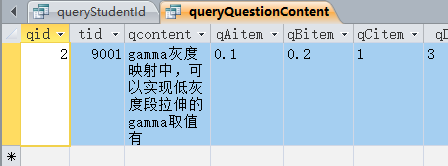 queryStudentId queryQuestionContent
qid tid qcontent qAitem qBitem qCitem
2 9001 gamma灰度 0.1 0.2 1 3
映射中，可
以实现低灰
度段拉伸的
gamma取值
有